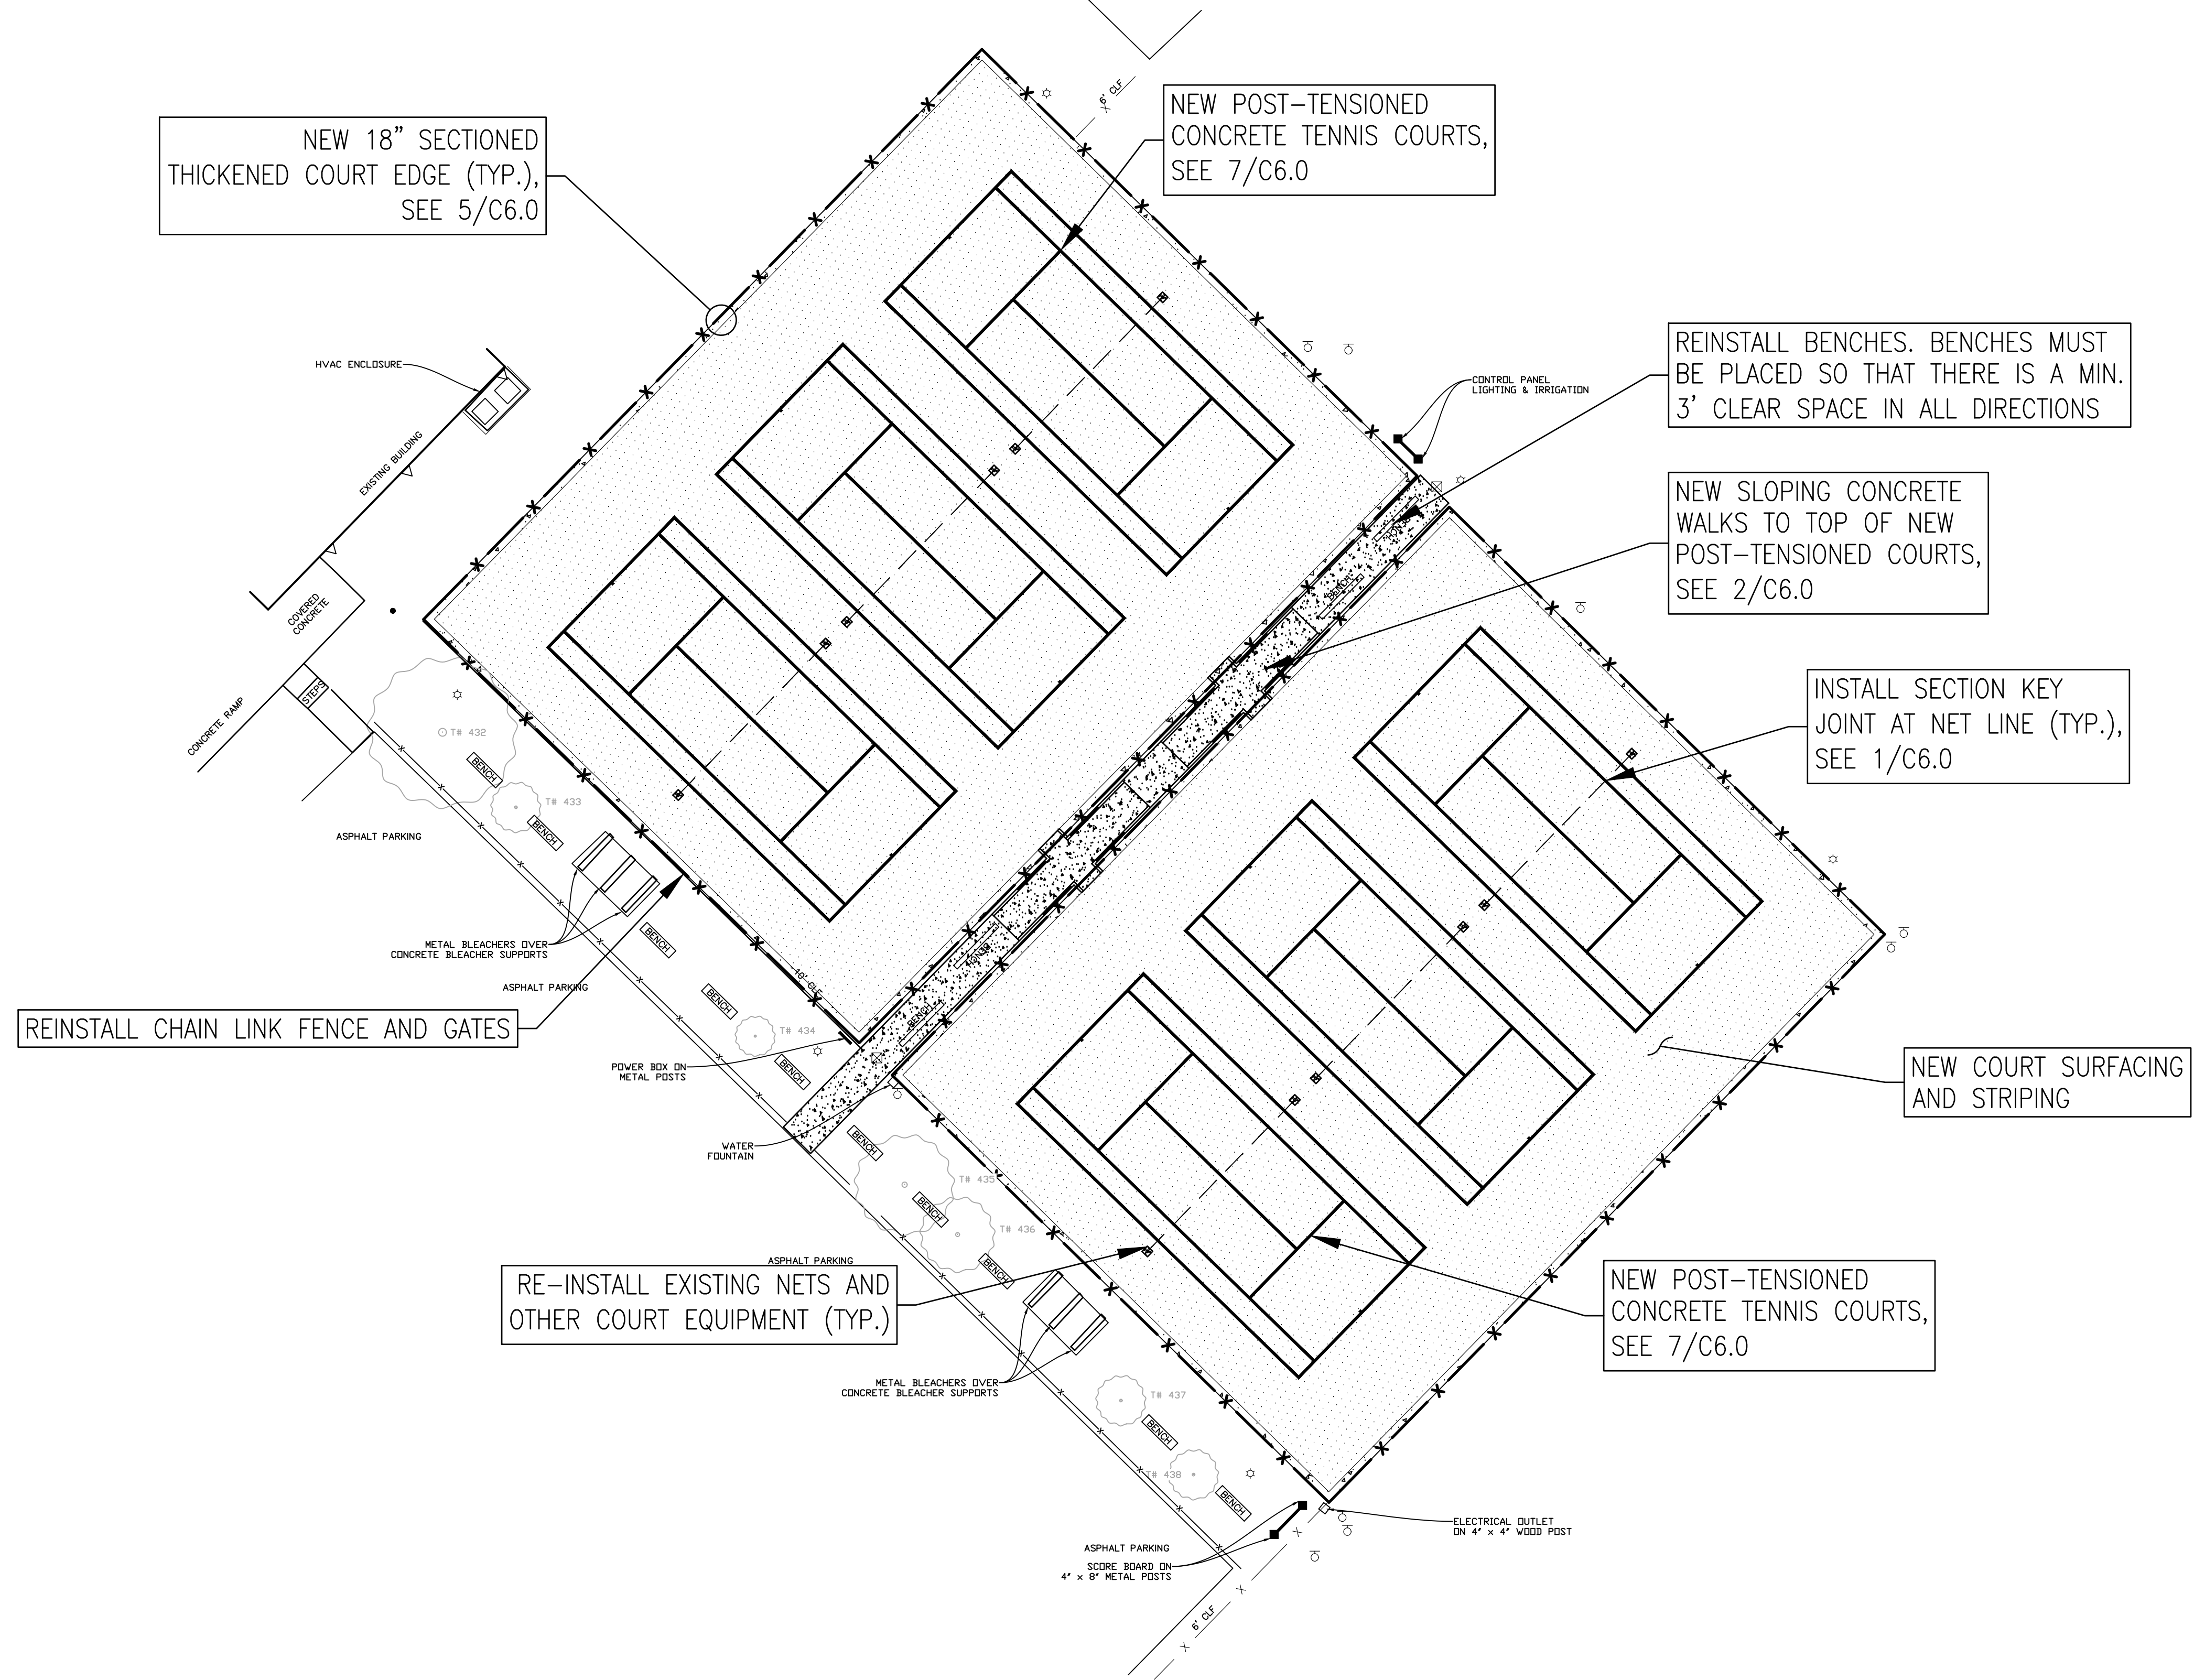 6' CLF
NEW POST-TENSIONED
CONCRETE TENNIS COURTS,
SEE 7/C6.0
NEW 18" SECTIONED
THICKENED COURT EDGE (TYP.),
SEE 5/C6.0
HVAC ENCLOSURE
EXISTING BUILDING
CONTROL PANEL
LIGHTING & IRRIGATION
REINSTALL BENCHES. BENCHES MUST
BE PLACED SO THAT THERE IS A MIN.
3' CLEAR SPACE IN ALL DIRECTIONS
NEW SLOPING CONCRETE
WALKS TO TOP OF NEW
POST-TENSIONED COURTS,
SEE 2/C6.0
BENCH
BENCH
COVERED
CONCRETE
STEPS
CONCRETE RAMP
T# 432
BENCH
T# 433
BENCH
ASPHALT PARKING
INSTALL SECTION KEY
JOINT AT NET LINE (TYP.),
SEE 1/C6.0
METAL BLEACHERS OVER
CONCRETE BLEACHER SUPPORTS
BENCH
BENCH
10' CLF
ASPHALT PARKING
BENCH
REINSTALL CHAIN LINK FENCE AND GATES
T# 434
BENCH
BENCH
POWER BOX ON
METAL POSTS
NEW COURT SURFACING
AND STRIPING
WATER
FOUNTAIN
BENCH
T# 435
BENCH
T# 436
BENCH
ASPHALT PARKING
RE-INSTALL EXISTING NETS AND
OTHER COURT EQUIPMENT (TYP.)
NEW POST-TENSIONED
CONCRETE TENNIS COURTS,
SEE 7/C6.0
METAL BLEACHERS OVER
CONCRETE BLEACHER SUPPORTS
T# 437
BENCH
T# 438
BENCH
ELECTRICAL OUTLET
ON 4" x 4" WOOD POST
ASPHALT PARKING
SCORE BOARD ON
4" x 8" METAL POSTS
6' CLF